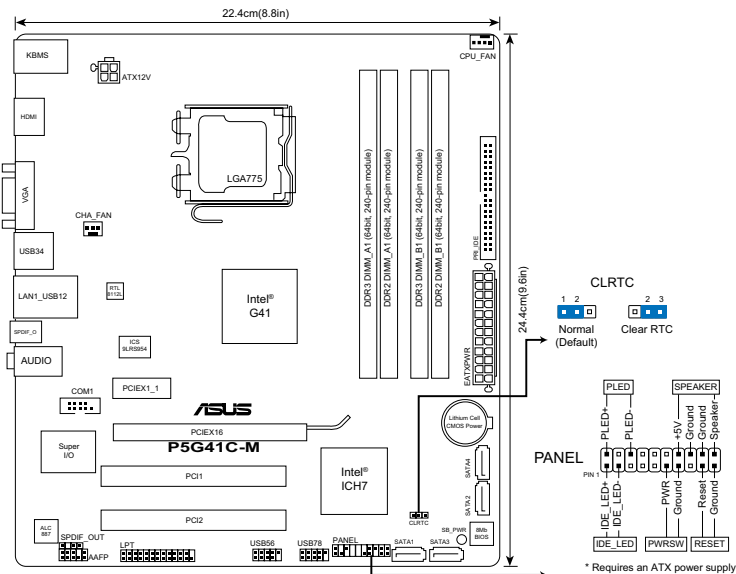 22.4cm(8.8in)
KBMS
ATX12V
CPU_FAN
HDMI
LGA775
VGA
CHA_FAN
DDR3 DIMM_A1 (64bit, 240-pin module)
DDR2 DIMM_A1 (64bit, 240-pin module)
DDR3 DIMM_B1 (64bit, 240-pin module)
DDR2 DIMM_B1 (64bit, 240-pin module)
PRI_IDE
24.4cm(9.6in)
USB34
LAN1_USB12
RTL
8112L
Intel®
G41
EATXPWR
SPDIF_O
AUDIO
ICS
9LRS954
COM1
PCIEX1_1
ASUS
PCIEX16
P5G41C-M
Lithium Cell
CMOS Power
Super
I/O
PCI1
Intel®
ICH7
SATA4
SATA2
PCI2
CLRTC
ALC
887
SPDIF_OUT
AAFP
LPT
USB56
USB78
PANEL
SATA1
SATA3
SB_PWR
8Mb
BIOS
CLRTC
1 2
2 3
Normal
(Default)
Clear RTC
PLED
SPEAKER
PLED+
PLED-
+5V
Ground
Ground
Speaker-
PANEL
PIN 1
IDE_LED+
IDE_LED-
PWR
Ground
Reset
Ground
IDE_LED
PWRSW
RESET
* Requires an ATX power supply